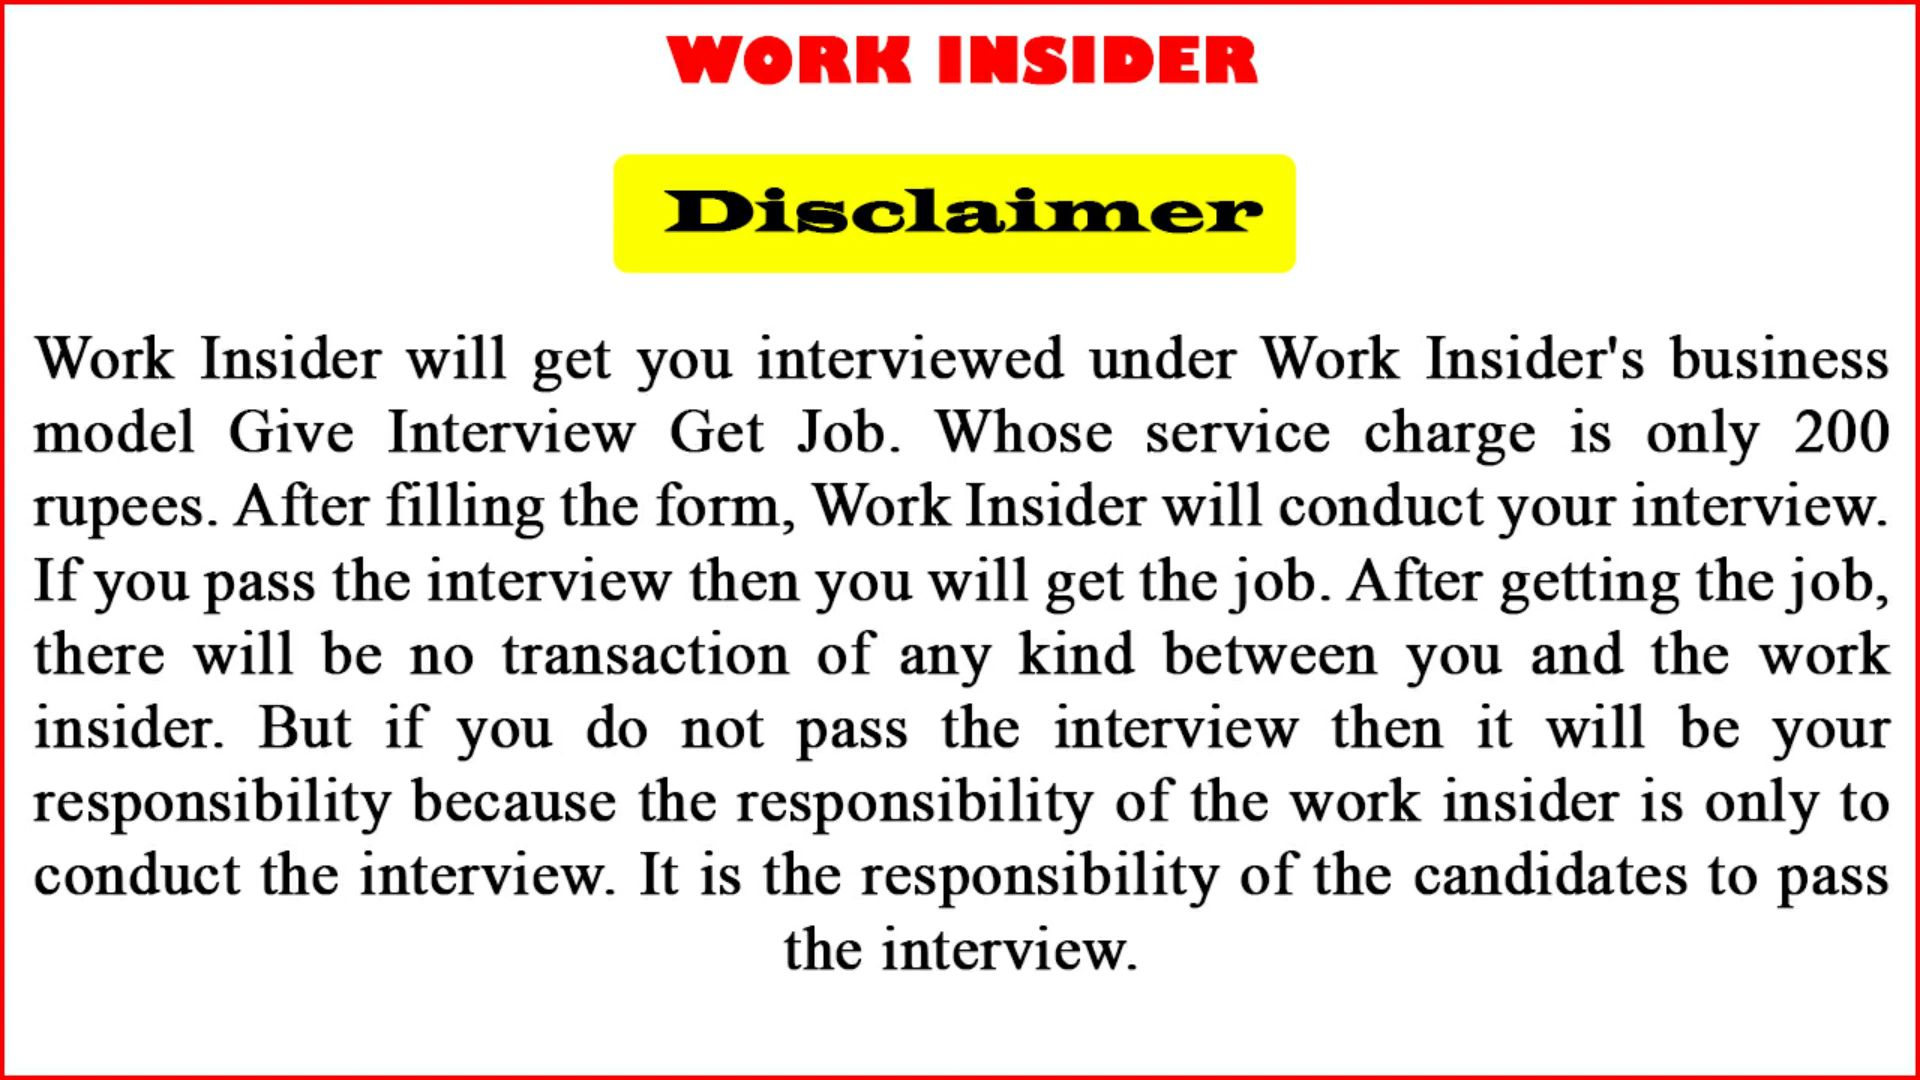 WORK INSIDER
Disclaimer
Work Insider will get you interviewed under Work Insider's business
model Give Interview Get Job. Whose service charge is only 200
rupees. After filling the form, Work Insider will conduct your interview.
If you pass the interview then you will get the job. After getting the job,
there will be no transaction of any kind between you and the work
insider. But if you do not pass the interview then it will be your
responsibility because the responsibility of the work insider is only to
conduct the interview. It is the responsibility of the candidates to pass
the interview.